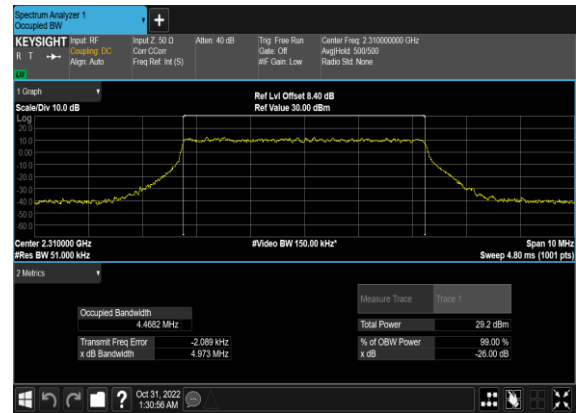 Spectrum Analyzer 1
Occupied BW
KEYSIGHT
R T
LXI
Input: RF
Coupling: DC
Align: Auto
Input Z: 50 Ω
Corr CCorr
Freq Ref: Int (S)
Atten: 40 dB
Trig: Free Run
Gate: Off
#IF Gain: Low
Center Freq: 2.310000000 GHz
Avg|Hold: 500/500
Radio Std: None
1 Graph
Scale/Div 10.0 dB
Ref Lvl Offset 8.40 dB
Ref Value 30.00 dBm
Log
20.0
10.0
0.00
-10.0
-20.0
-30.0
-40.0
-50.0
-60.0
Center 2.310000 GHz
#Video BW 150.00 kHz*
Span 10 MHz
#Res BW 51.000 kHz
Sweep 4.80 ms (1001 pts)
2 Metrics
Measure Trace Trace 1
Occupied Bandwidth
4.4682 MHz
Total Power 29.2 dBm
Transmit Freq Error -2.089 kHz
% of OBW Power 99.00 %
x dB Bandwidth 4.973 MHz
x dB -26.00 dB
?
Oct 31, 2022
1:30:56 AM